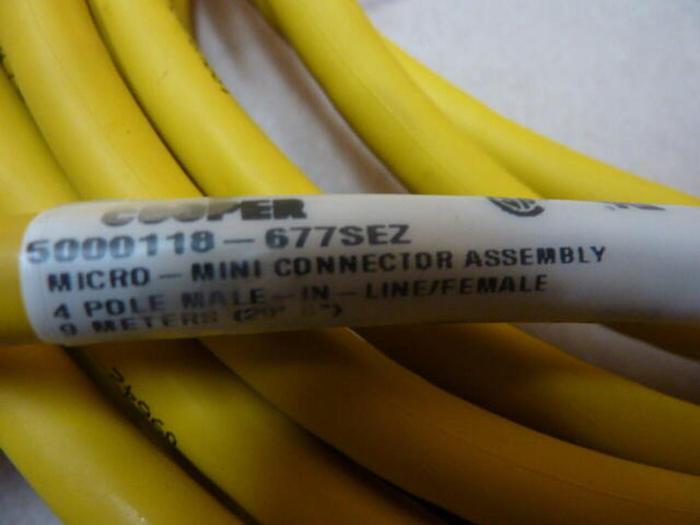 COOPER
5000118-677SEZ
MICRO-MINI CONNECTOR ASSEMBLY
4 POLE MALE-IN-LINE/FEMALE
9 METERS